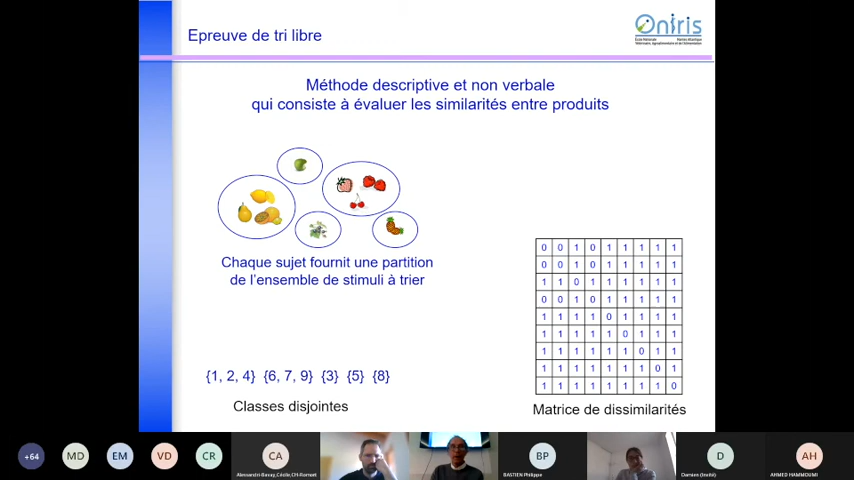 Epreuve de tri libre
Oniris
Méthode descriptive et non verbale
qui consiste à évaluer les similarités entre produits
Chaque sujet fournit une partition
de l'ensemble de stimuli à trier
{1, 2, 4} {6, 7, 9} {3} {5} {8}
Classes disjointes
0 0 1 0 1 1 1 1 1
0 0 1 0 1 1 1 1 1
1 1 0 1 1 1 1 1 1
0 0 1 0 1 1 1 1 1
1 1 1 1 0 1 1 1 1
1 1 1 1 1 0 1 1 1
1 1 1 1 1 1 0 1 1
1 1 1 1 1 1 1 0 1
1 1 1 1 1 1 1 1 0
Matrice de dissimilarités
+64
MD
EM
VD
CR
CA
BP
D
AH
BASTIEN Philippe
Damien (Invité)
AHMED HAMMOUMI